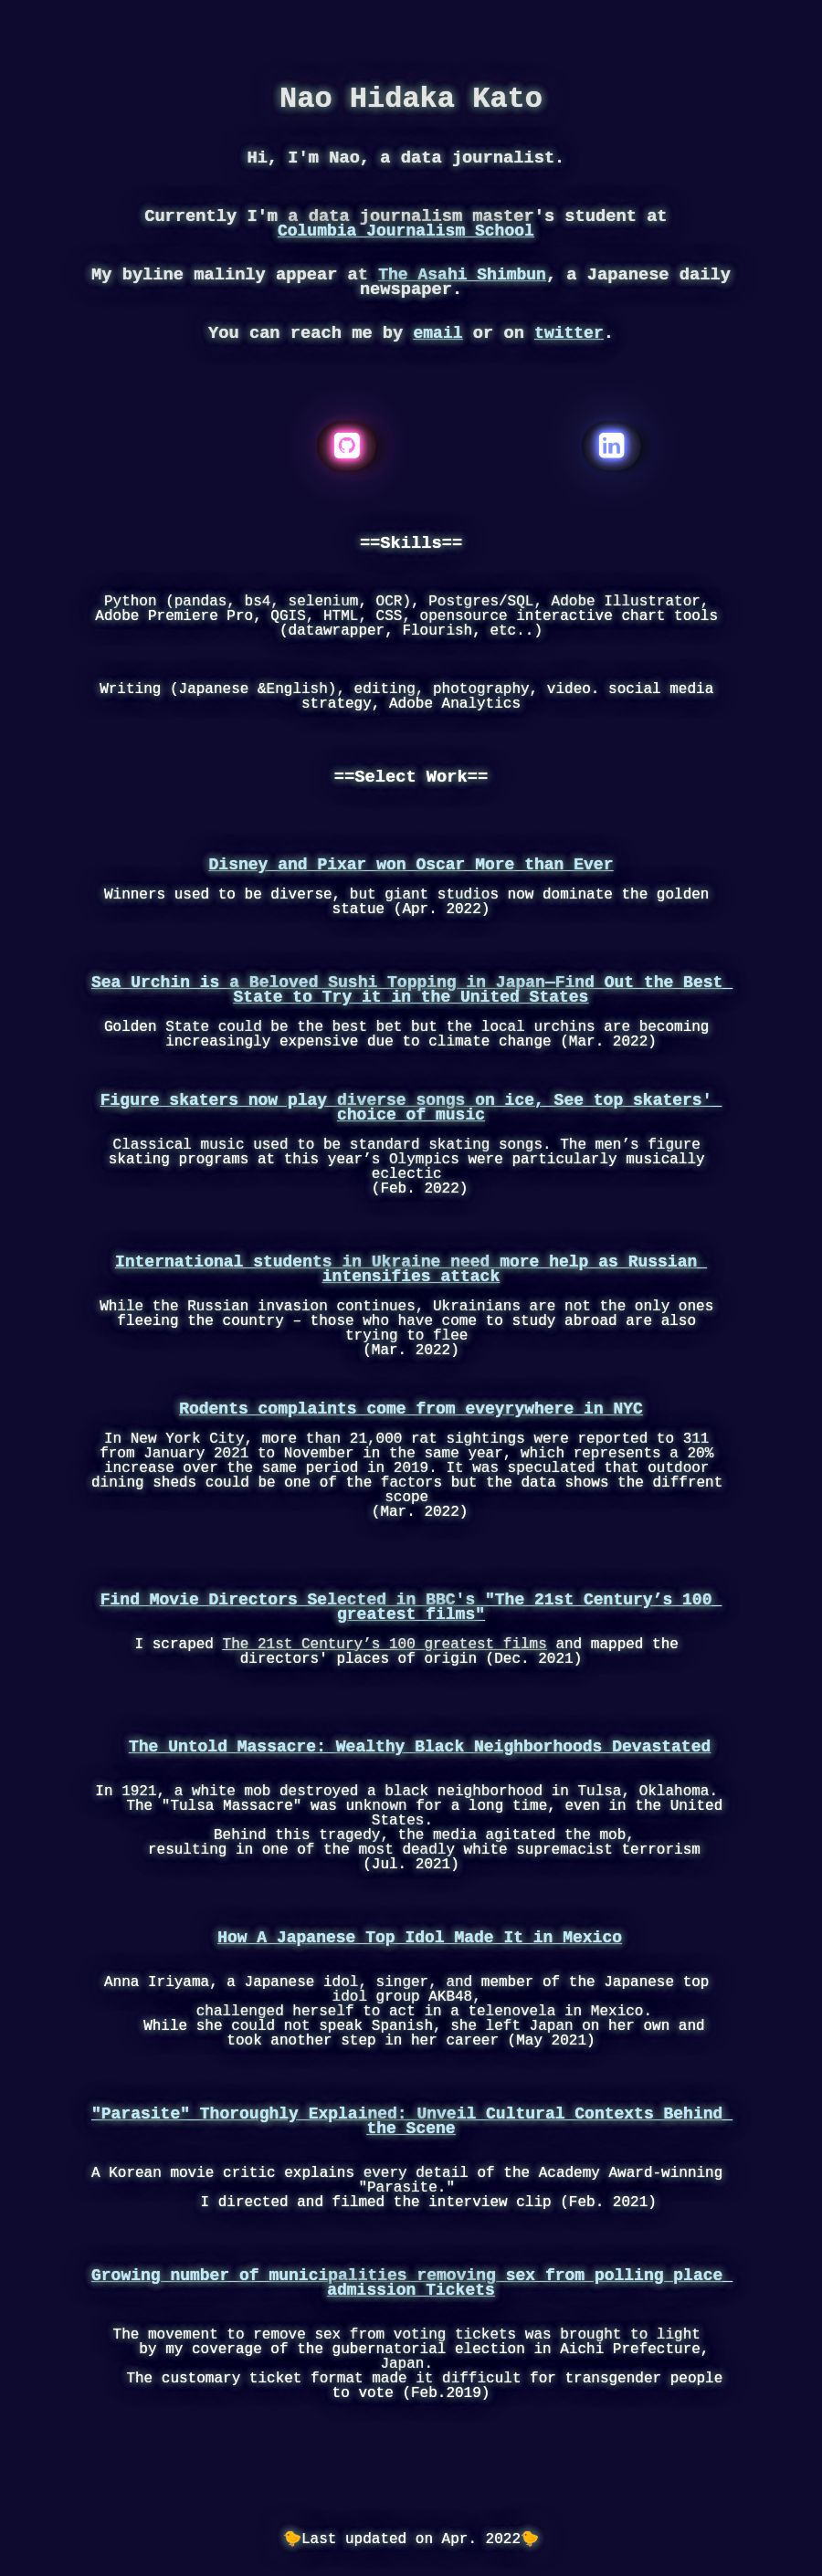 Nao Hidaka Kato
Hi, I'm Nao, a data journalist.
Currently I'm a data journalism master's student at
Columbia Journalism School
My byline malinly appear at The Asahi Shimbun, a Japanese daily
newspaper.
You can reach me by email or on twitter.
in
==Skills==
Python (pandas, bs4, selenium, OCR), Postgres/SQL, Adobe Illustrator,
Adobe Premiere Pro, QGIS, HTML, CSS, opensource interactive chart tools
(datawrapper, Flourish, etc..)
Writing (Japanese &English), editing, photography, video. social media
strategy, Adobe Analytics
==Select Work==
Disney and Pixar won Oscar More than Ever
Winners used to be diverse, but giant studios now dominate the golden
statue (Apr. 2022)
Sea Urchin is a Beloved Sushi Topping in Japan—Find Out the Best
State to Try it in the United States
Golden State could be the best bet but the local urchins are becoming
increasingly expensive due to climate change (Mar. 2022)
Figure skaters now play diverse songs on ice, See top skaters'
choice of music
Classical music used to be standard skating songs. The men’s figure
skating programs at this year’s Olympics were particularly musically
eclectic
(Feb. 2022)
International students in Ukraine need more help as Russian
intensifies attack
While the Russian invasion continues, Ukrainians are not the only ones
fleeing the country – those who have come to study abroad are also
trying to flee
(Mar. 2022)
Rodents complaints come from eveyrywhere in NYC
In New York City, more than 21,000 rat sightings were reported to 311
from January 2021 to November in the same year, which represents a 20%
increase over the same period in 2019. It was speculated that outdoor
dining sheds could be one of the factors but the data shows the diffrent
scope
(Mar. 2022)
Find Movie Directors Selected in BBC's "The 21st Century’s 100
greatest films"
I scraped The 21st Century’s 100 greatest films and mapped the
directors' places of origin (Dec. 2021)
The Untold Massacre: Wealthy Black Neighborhoods Devastated
In 1921, a white mob destroyed a black neighborhood in Tulsa, Oklahoma.
The "Tulsa Massacre" was unknown for a long time, even in the United
States.
Behind this tragedy, the media agitated the mob,
resulting in one of the most deadly white supremacist terrorism
(Jul. 2021)
How A Japanese Top Idol Made It in Mexico
Anna Iriyama, a Japanese idol, singer, and member of the Japanese top
idol group AKB48,
challenged herself to act in a telenovela in Mexico.
While she could not speak Spanish, she left Japan on her own and
took another step in her career (May 2021)
"Parasite" Thoroughly Explained: Unveil Cultural Contexts Behind
the Scene
A Korean movie critic explains every detail of the Academy Award-winning
"Parasite."
I directed and filmed the interview clip (Feb. 2021)
Growing number of municipalities removing sex from polling place
admission Tickets
The movement to remove sex from voting tickets was brought to light
by my coverage of the gubernatorial election in Aichi Prefecture,
Japan.
The customary ticket format made it difficult for transgender people
to vote (Feb.2019)
🐤Last updated on Apr. 2022🐤